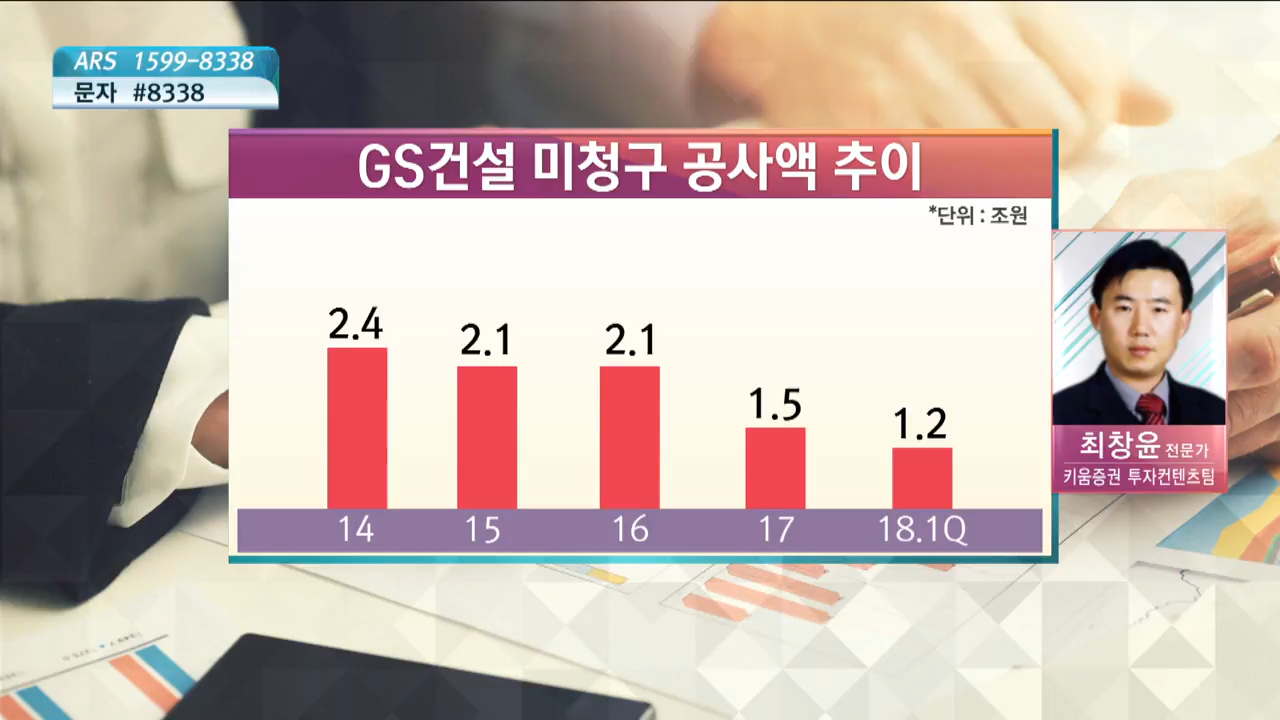 ARS 1599-8338
문자 #8338
GS건설 미청구 공사액 추이
*단위 : 조원
2.4
2.1
2.1
1.5
1.2
14
15
16
17
18.1Q
최창윤 전문가
키움증권 투자컨텐츠팀